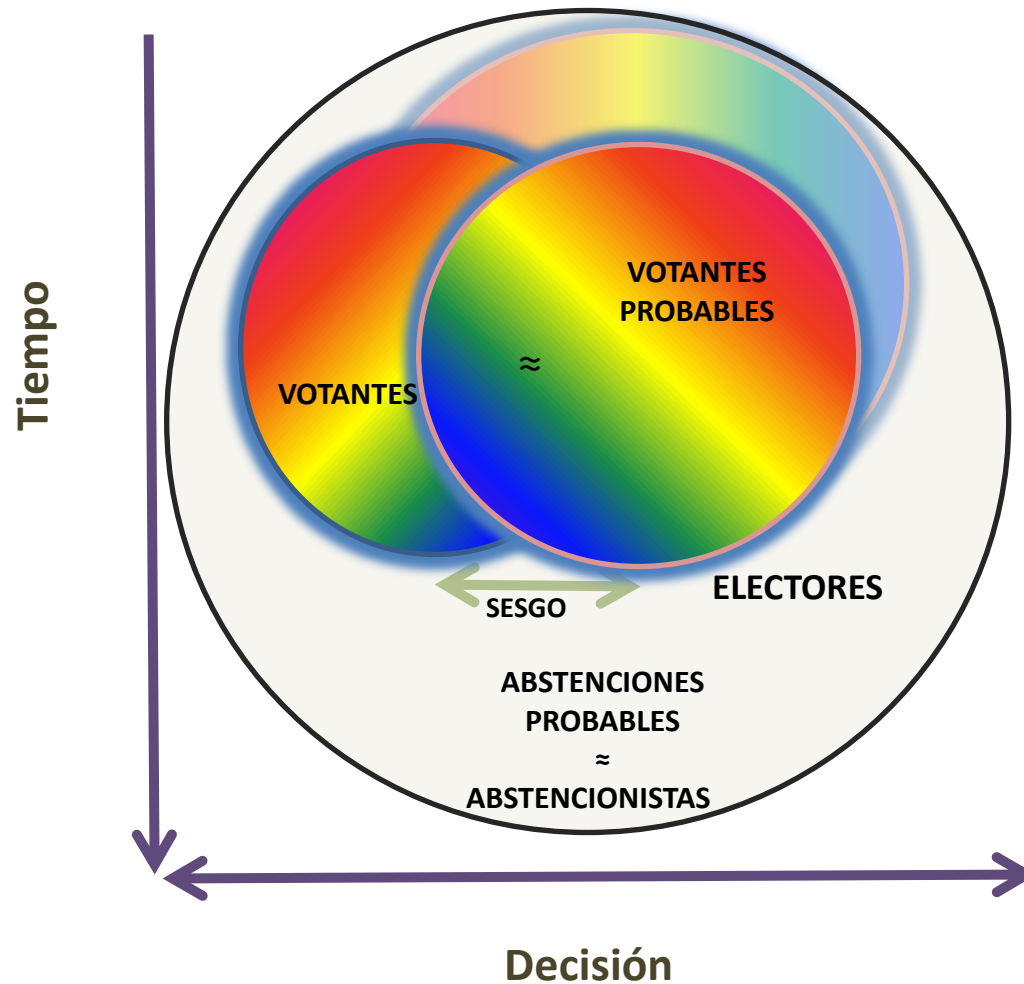 Tiempo
VOTANTES
PROBABLES
≈
VOTANTES
ELECTORES
SESGO
ABSTENCIONES
PROBABLES
≈
ABSTENCIONISTAS
Decisión